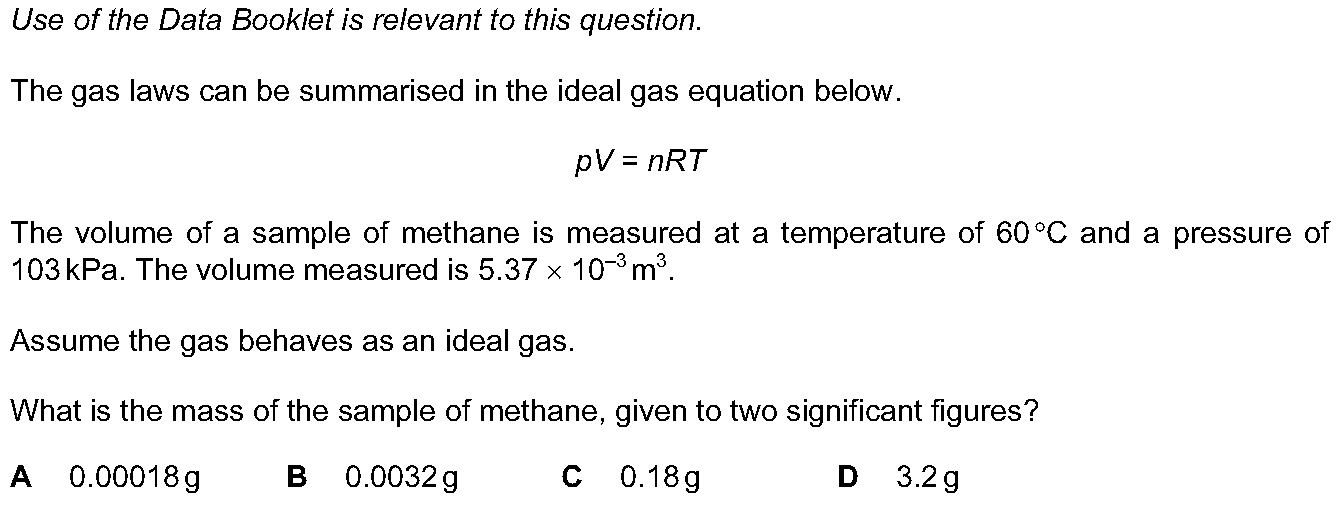 Use of the Data Booklet is relevant to this question.
The gas laws can be summarised in the ideal gas equation below.
pV = nRT
The volume of a sample of methane is measured at a temperature of 60 °C and a pressure of
103 kPa. The volume measured is 5.37 × 10⁻³ m³.
Assume the gas behaves as an ideal gas.
What is the mass of the sample of methane, given to two significant figures?
A 0.00018 g B 0.0032 g C 0.18 g D 3.2 g